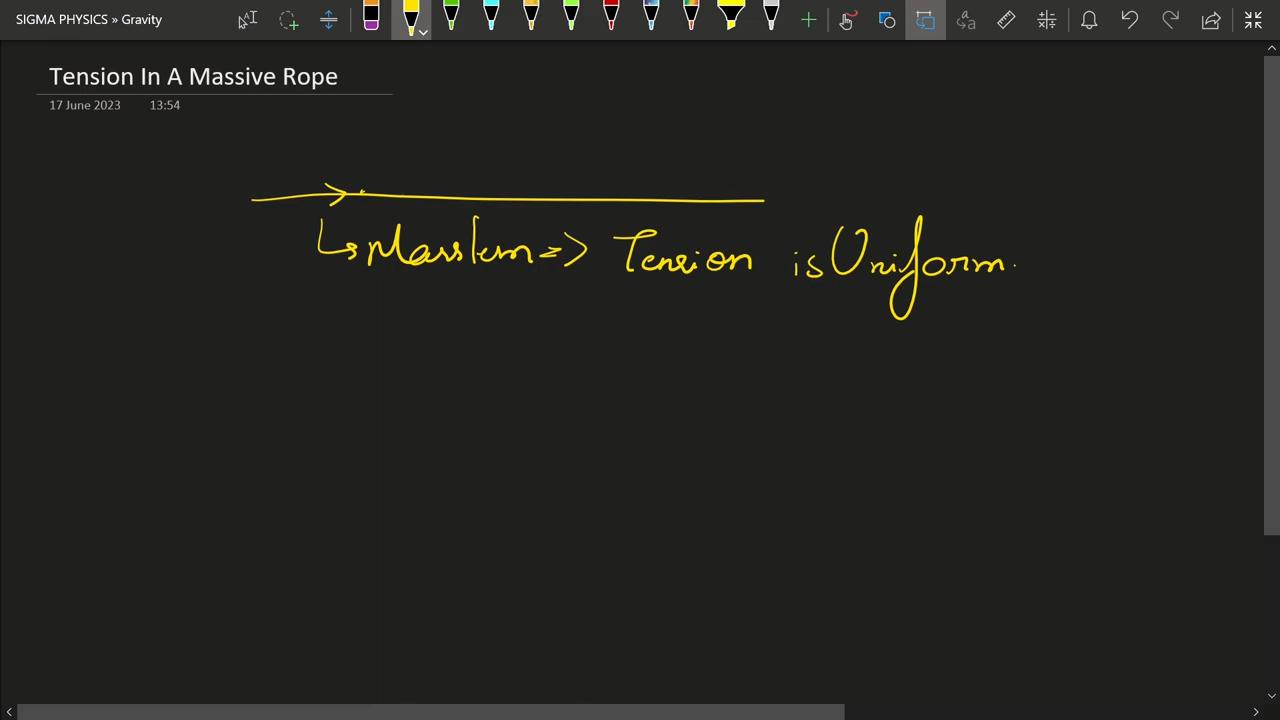 SIGMA PHYSICS » Gravity
Tension In A Massive Rope
17 June 2023 13:54
↳ Massless => Tension is Uniform.